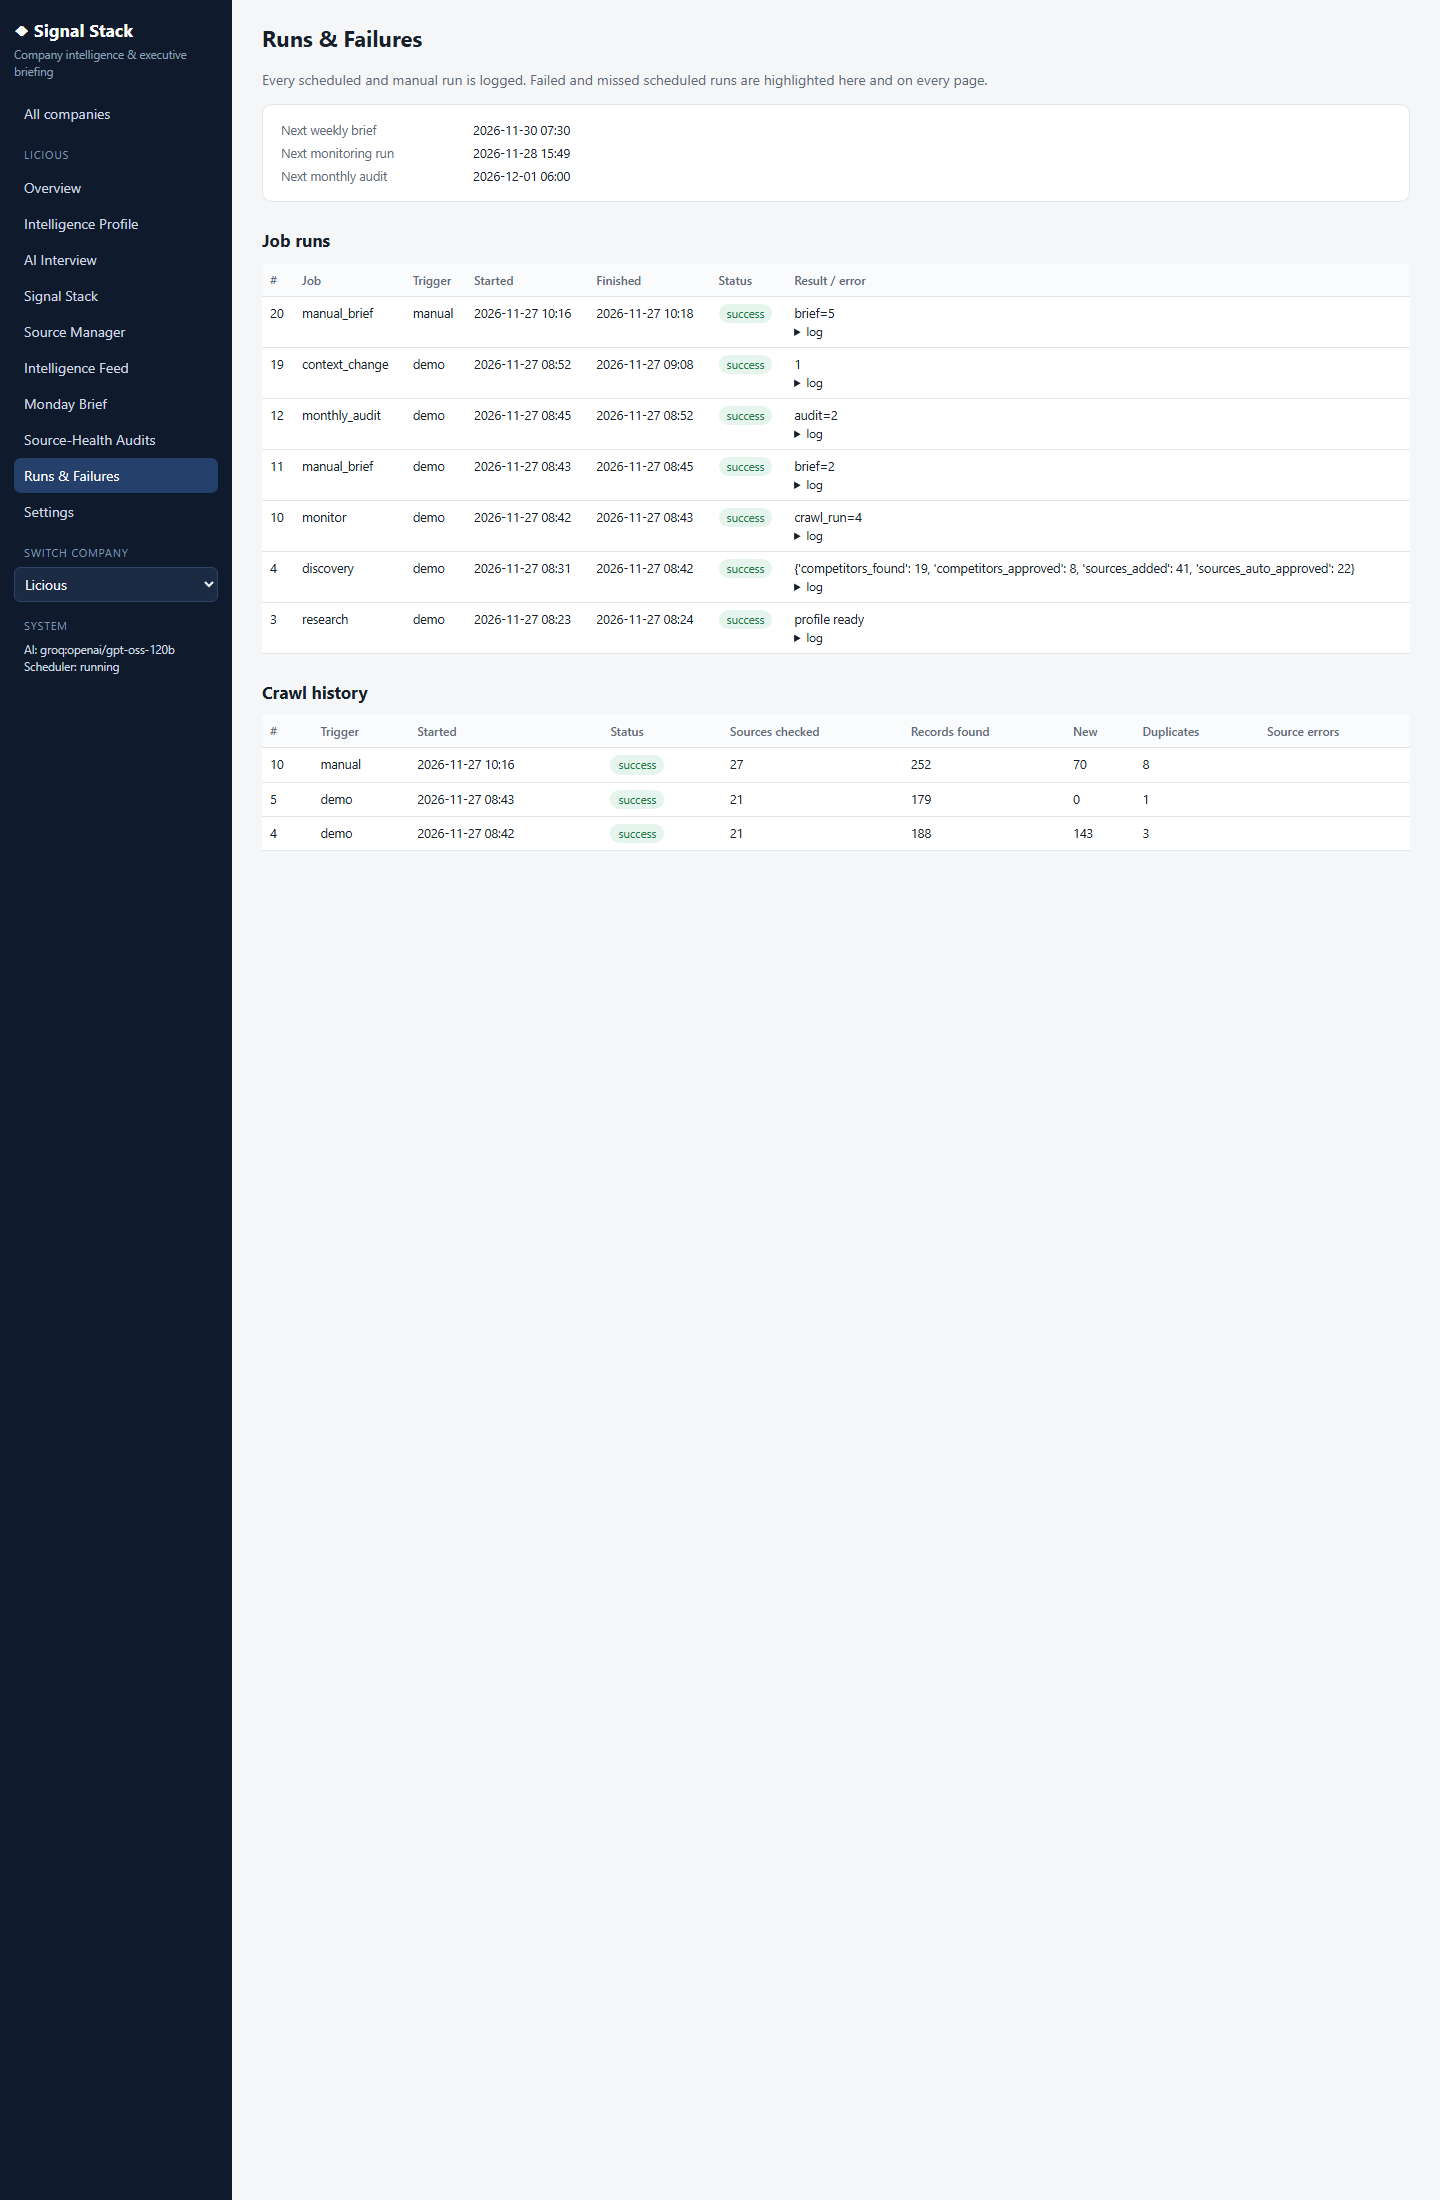 ◆ Signal Stack
Company intelligence & executive
briefing
All companies
LICIOUS
Overview
Intelligence Profile
AI Interview
Signal Stack
Source Manager
Intelligence Feed
Monday Brief
Source-Health Audits
Runs & Failures
Settings
SWITCH COMPANY
Licious
SYSTEM
AI: groq:openai/gpt-oss-120b
Scheduler: running
Runs & Failures
Every scheduled and manual run is logged. Failed and missed scheduled runs are highlighted here and on every page.
Next weekly brief 2026-11-30 07:30
Next monitoring run 2026-11-28 15:49
Next monthly audit 2026-12-01 06:00
Job runs
# Job Trigger Started Finished Status Result / error
20 manual_brief manual 2026-11-27 10:16 2026-11-27 10:18 success brief=5
▶ log
19 context_change demo 2026-11-27 08:52 2026-11-27 09:08 success 1
▶ log
12 monthly_audit demo 2026-11-27 08:45 2026-11-27 08:52 success audit=2
▶ log
11 manual_brief demo 2026-11-27 08:43 2026-11-27 08:45 success brief=2
▶ log
10 monitor demo 2026-11-27 08:42 2026-11-27 08:43 success crawl_run=4
▶ log
4 discovery demo 2026-11-27 08:31 2026-11-27 08:42 success {'competitors_found': 19, 'competitors_approved': 8, 'sources_added': 41, 'sources_auto_approved': 22}
▶ log
3 research demo 2026-11-27 08:23 2026-11-27 08:24 success profile ready
▶ log
Crawl history
# Trigger Started Status Sources checked Records found New Duplicates Source errors
10 manual 2026-11-27 10:16 success 27 252 70 8
5 demo 2026-11-27 08:43 success 21 179 0 1
4 demo 2026-11-27 08:42 success 21 188 143 3